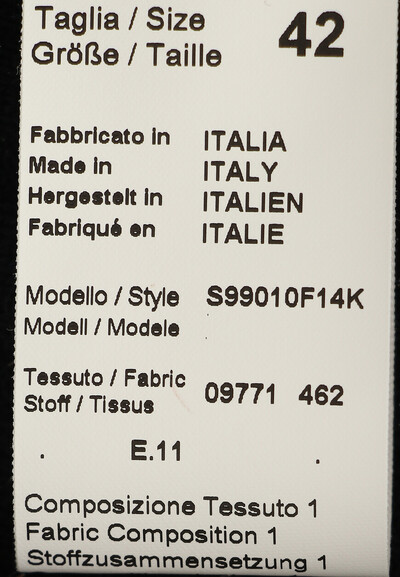 Taglia / Size 42
Größe / Taille
Fabbricato in ITALIA
Made in ITALY
Hergestelt in ITALIEN
Fabriqué en ITALIE
Modello / Style S99010F14K
Modell / Modele
Tessuto / Fabric 09771 462
Stoff / Tissus
. E.11 .
Composizione Tessuto 1
Fabric Composition 1
Stoffzusammensetzung 1